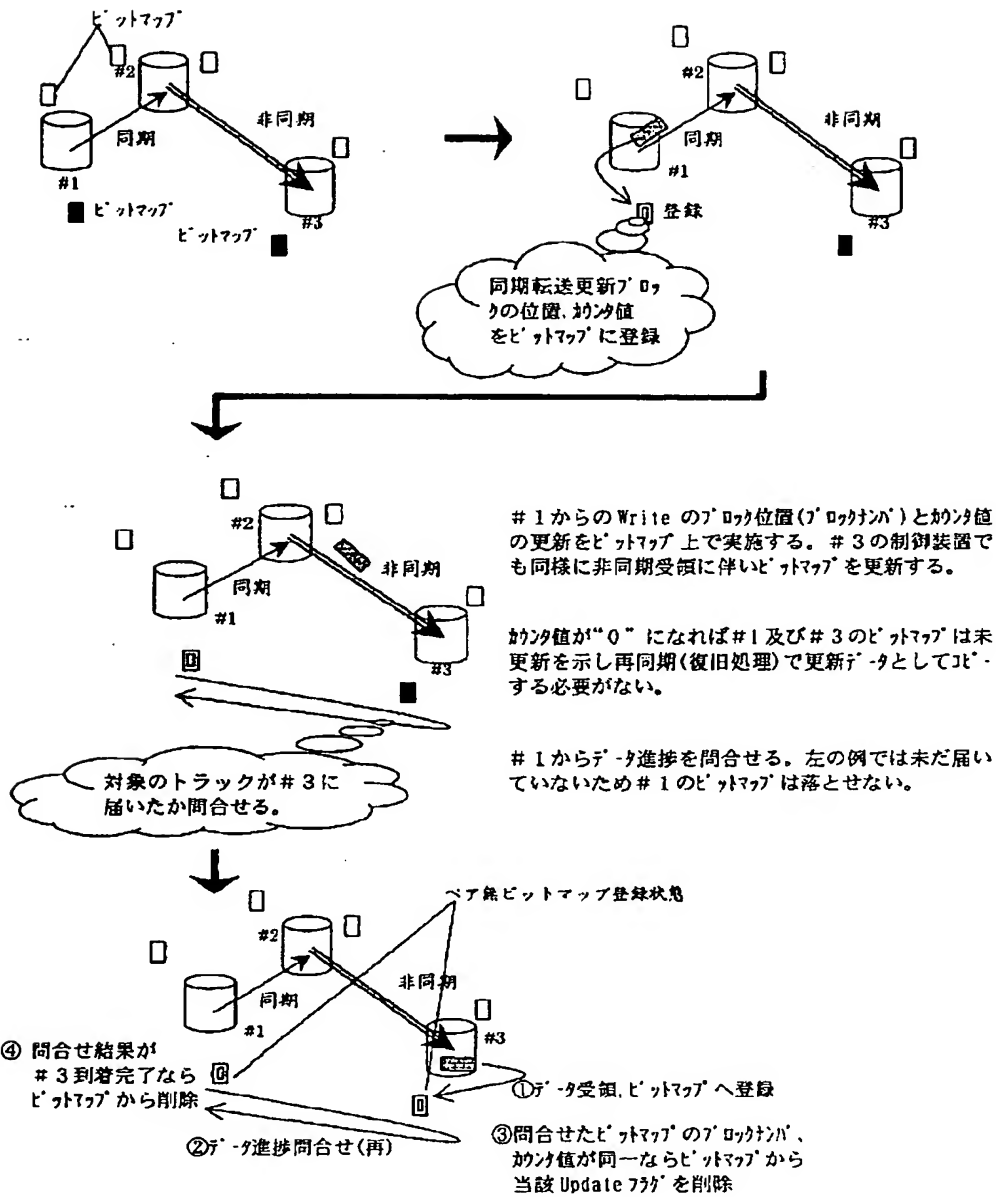 ビットマップ
#2
同期
非同期
#1
#3
ビットマップ
ビットマップ
#2
同期
非同期
#1
登録
#3
同期転送更新ブロッ
クの位置,カウンタ値
をビットマップに登録
#2
同期
非同期
#1
#3
対象のトラックが#3に
届いたか問合せる。
#1からのWriteのブロック位置(ブロックナンバ)とカウンタ値
の更新をビットマップ上で実施する。#3の制御装置で
も同様に非同期受領に伴いビットマップを更新する。
カウンタ値が“0”になれば#1及び#3のビットマップは未
更新を示し再同期(復旧処理)で更新データとしてコピー
する必要がない。
#1からデータ進捗を問合せる。左の例では未だ届い
ていないため#1のビットマップは落とせない。
ペア無ビットマップ登録状態
#2
同期
非同期
#1
#3
④ 問合せ結果が
#3到着完了なら
ビットマップから削除
①データ受領,ビットマップへ登録
②データ進捗問合せ(再)
③問合せたビットマップのブロックナンバ、
カウンタ値が同一ならビットマップから
当該Updateフラグを削除